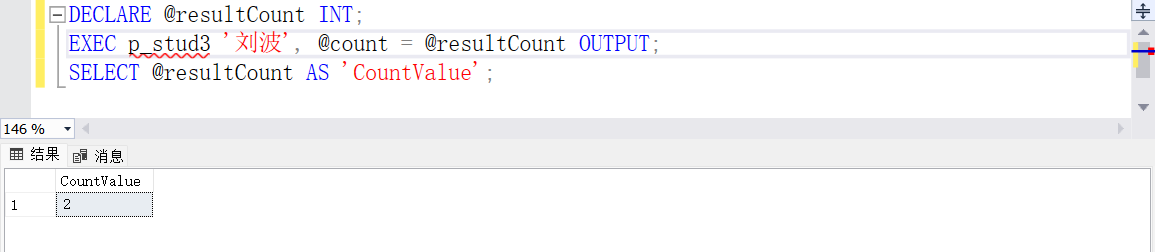 DECLARE @resultCount INT;
EXEC p_stud3 '刘波', @count = @resultCount OUTPUT;
SELECT @resultCount AS 'CountValue';
146 %
结果 消息
CountValue
1 2